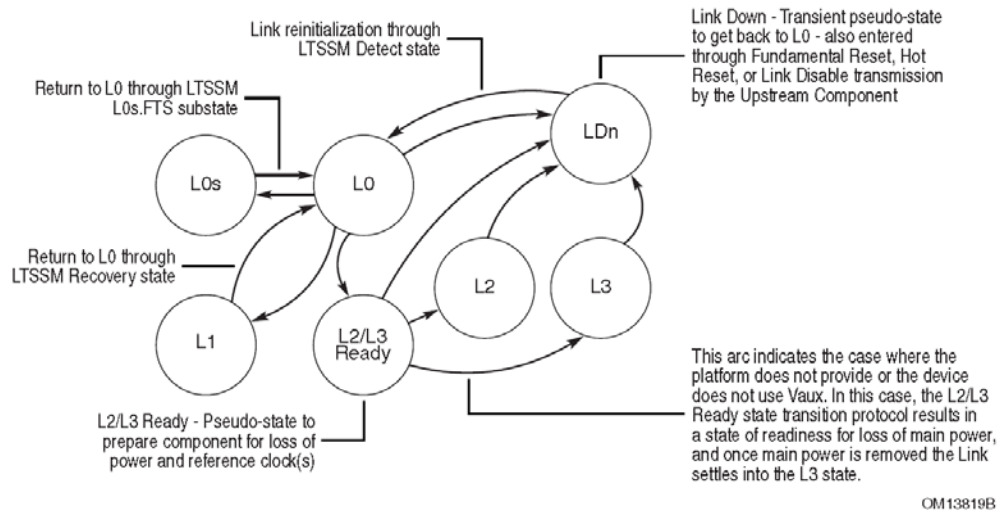 Link reinitialization through
LTSSM Detect state
Link Down - Transient pseudo-state
to get back to L0 - also entered
through Fundamental Reset, Hot
Reset, or Link Disable transmission
by the Upstream Component
Return to L0 through LTSSM
L0s.FTS substate
LDn
L0s
L0
Return to L0 through
LTSSM Recovery state
L2
L3
L1
L2/L3
Ready
L2/L3 Ready - Pseudo-state to
prepare component for loss of
power and reference clock(s)
This arc indicates the case where the
platform does not provide or the device
does not use Vaux. In this case, the L2/L3
Ready state transition protocol results in
a state of readiness for loss of main power,
and once main power is removed the Link
settles into the L3 state.
OM13819B